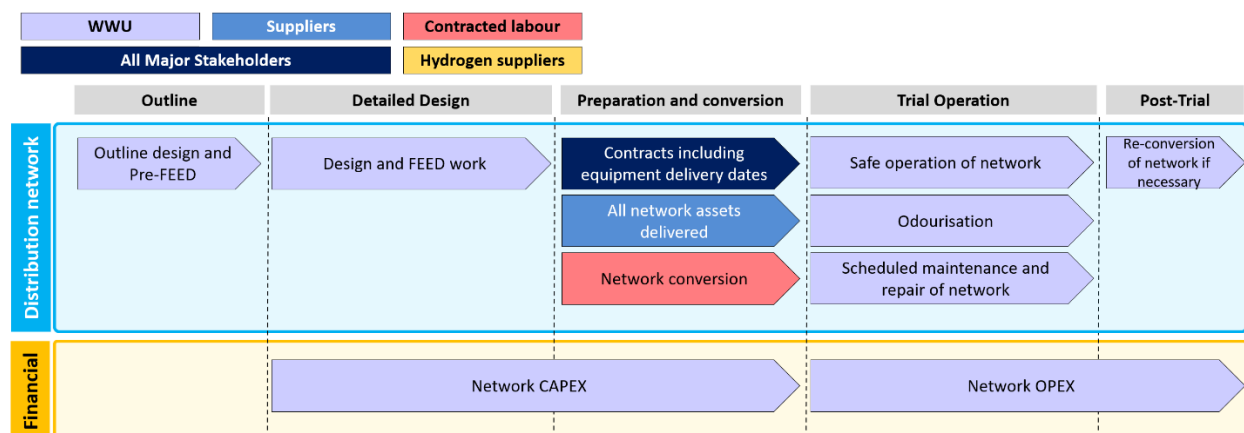 WWU
Suppliers
Contracted labour
All Major Stakeholders
Hydrogen suppliers
Outline
Detailed Design
Preparation and conversion
Trial Operation
Post-Trial
Distribution network
Outline design and
Pre-FEED
Design and FEED work
Contracts including
equipment delivery dates
Safe operation of network
Re-conversion
of network if
necessary
All network assets
delivered
Odourisation
Network conversion
Scheduled maintenance and
repair of network
Financial
Network CAPEX
Network OPEX